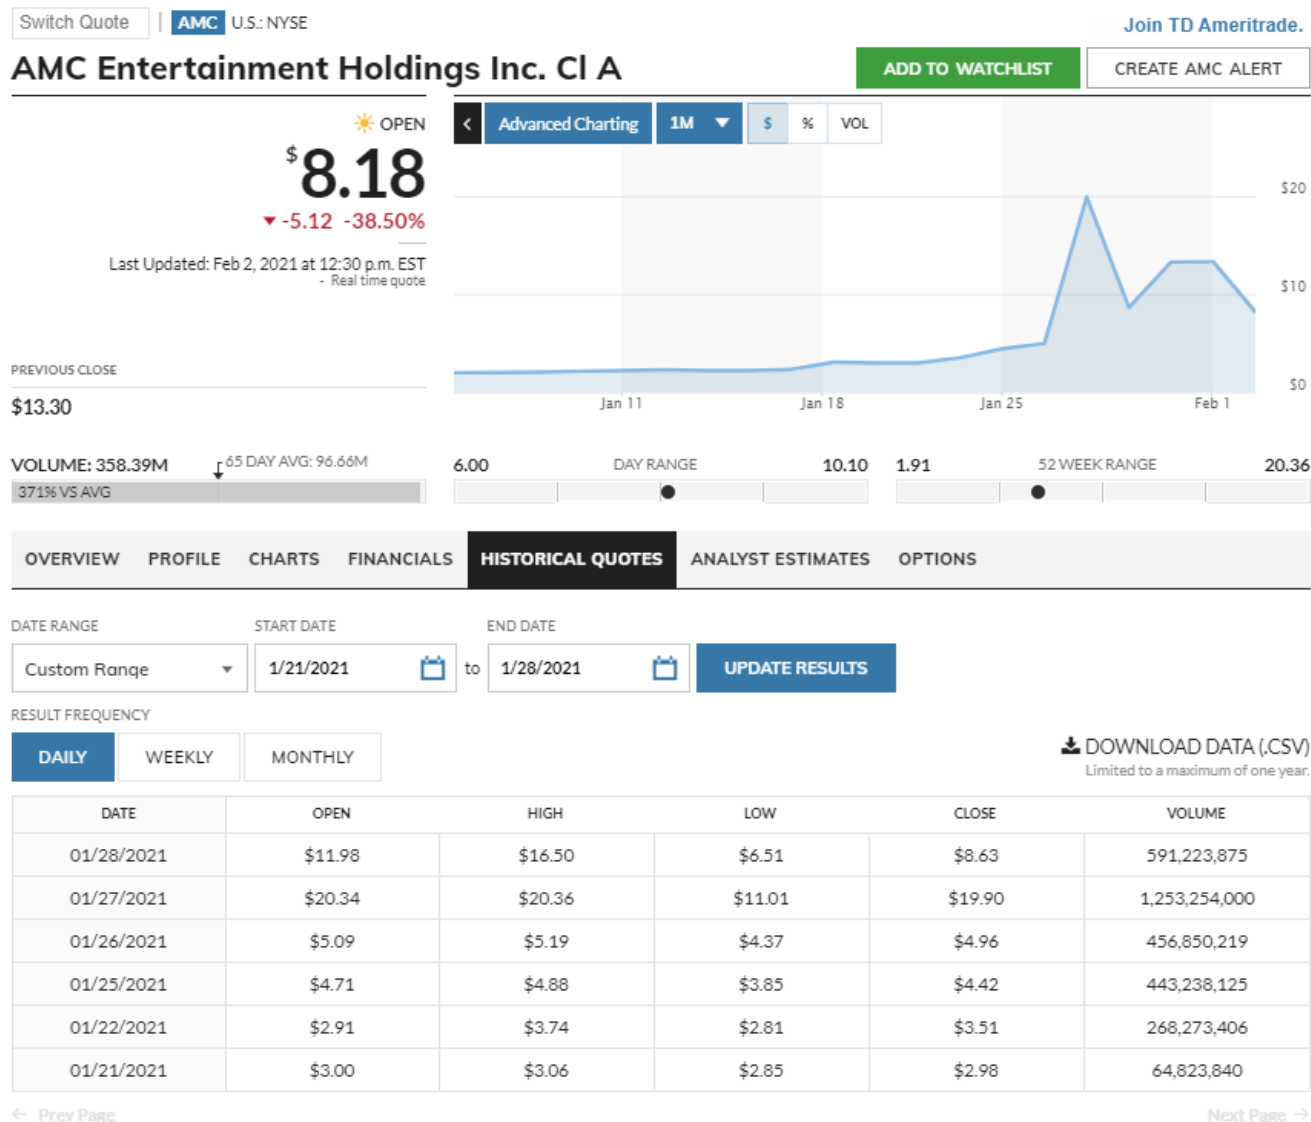 Switch Quote | AMC U.S.: NYSE
Join TD Ameritrade.
AMC Entertainment Holdings Inc. Cl A
ADD TO WATCHLIST
CREATE AMC ALERT
OPEN
$8.18
-5.12 -38.50%
Last Updated: Feb 2, 2021 at 12:30 p.m. EST
- Real time quote
PREVIOUS CLOSE
$13.30
Advanced Charting 1M $ % VOL
$20
$10
$0
Jan 11 Jan 18 Jan 25 Feb 1
VOLUME: 358.39M 65 DAY AVG: 96.66M
371% VS AVG
6.00 DAY RANGE 10.10
1.91 52 WEEK RANGE 20.36
OVERVIEW PROFILE CHARTS FINANCIALS HISTORICAL QUOTES ANALYST ESTIMATES OPTIONS
DATE RANGE START DATE END DATE
Custom Range 1/21/2021 to 1/28/2021 UPDATE RESULTS
RESULT FREQUENCY
DAILY WEEKLY MONTHLY
DOWNLOAD DATA (.CSV)
Limited to a maximum of one year.
DATE OPEN HIGH LOW CLOSE VOLUME
01/28/2021 $11.98 $16.50 $6.51 $8.63 591,223,875
01/27/2021 $20.34 $20.36 $11.01 $19.90 1,253,254,000
01/26/2021 $5.09 $5.19 $4.37 $4.96 456,850,219
01/25/2021 $4.71 $4.88 $3.85 $4.42 443,238,125
01/22/2021 $2.91 $3.74 $2.81 $3.51 268,273,406
01/21/2021 $3.00 $3.06 $2.85 $2.98 64,823,840
← Prev Page Next Page →